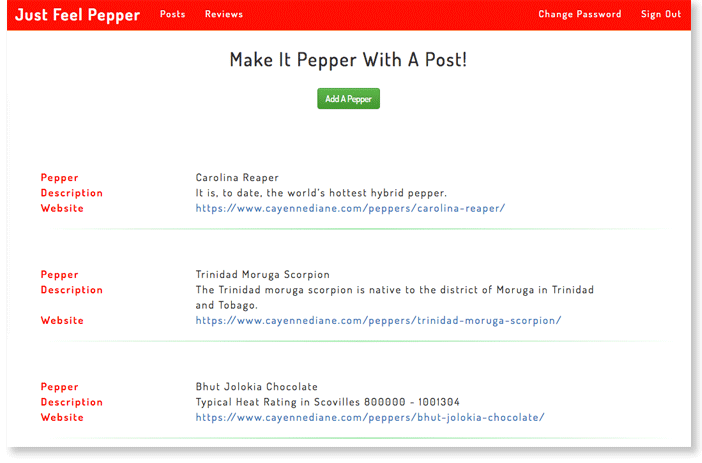 Just Feel Pepper Posts Reviews Change Password Sign Out
Make It Pepper With A Post!
Add A Pepper
Pepper Carolina Reaper
Description It is, to date, the world's hottest hybrid pepper.
Website https://www.cayennediane.com/peppers/carolina-reaper/
Pepper Trinidad Moruga Scorpion
Description The Trinidad moruga scorpion is native to the district of Moruga in Trinidad
and Tobago.
Website https://www.cayennediane.com/peppers/trinidad-moruga-scorpion/
Pepper Bhut Jolokia Chocolate
Description Typical Heat Rating in Scovilles 800000 - 1001304
Website https://www.cayennediane.com/peppers/bhut-jolokia-chocolate/